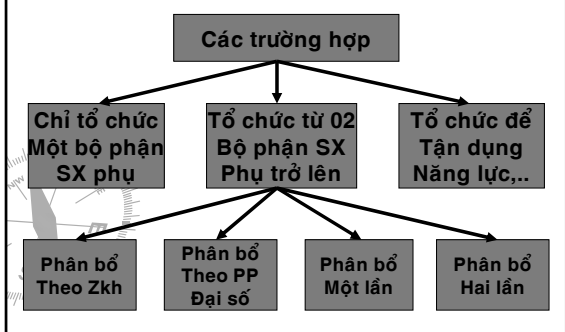 Các trường hợp
Chỉ tổ chức
Một bộ phận
SX phụ
Tổ chức từ 02
Bộ phận SX
Phụ trở lên
Tổ chức để
Tận dụng
Năng lực,..
Phân bổ
Theo Zkh
Phân bổ
Theo PP
Đại số
Phân bổ
Một lần
Phân bổ
Hai lần
NW
E